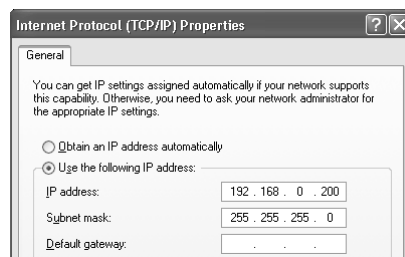 Internet Protocol (TCP/IP) Properties
General
You can get IP settings assigned automatically if your network supports
this capability. Otherwise, you need to ask your network administrator for
the appropriate IP settings.
Obtain an IP address automatically
Use the following IP address:
IP address: 192 . 168 . 0 . 200
Subnet mask: 255 . 255 . 255 . 0
Default gateway: . . .